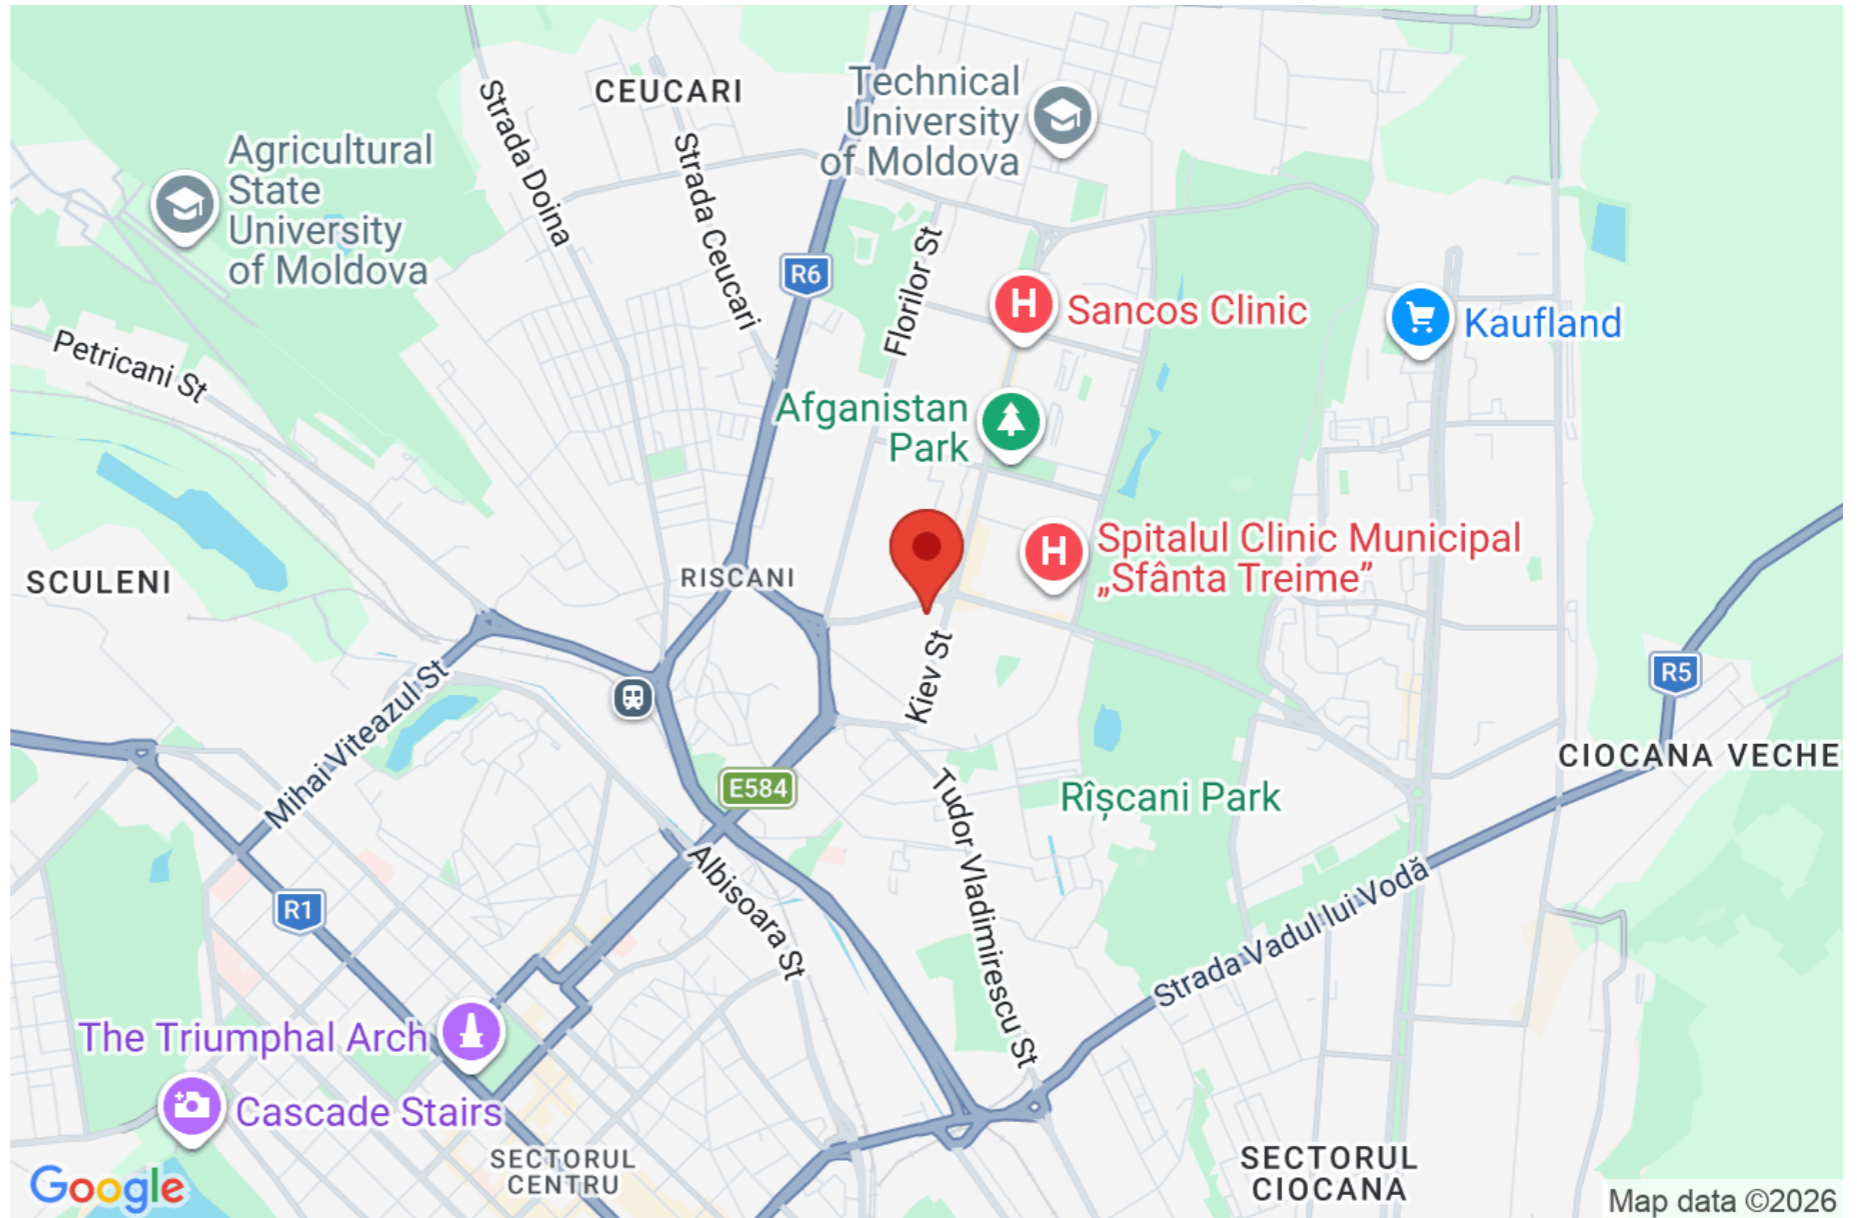 CEUCARI
Technical
University
of Moldova
Strada Doina
Strada Ceucari
Agricultural
State
University
of Moldova
R6
Florilor St
Sancos Clinic
Kaufland
Petricani St
Afganistan
Park
SCULENI
RISCANI
Spitalul Clinic Municipal
„Sfânta Treime”
Kiev St
R5
Mihai Viteazul St
CIOCANA VECHE
E584
Rîșcani Park
Tudor Vladimirescu St
Albisoara St
R1
Strada Vadul lui Vodă
The Triumphal Arch
Cascade Stairs
SECTORUL
CENTRU
SECTORUL
CIOCANA
Google
Map data ©2026